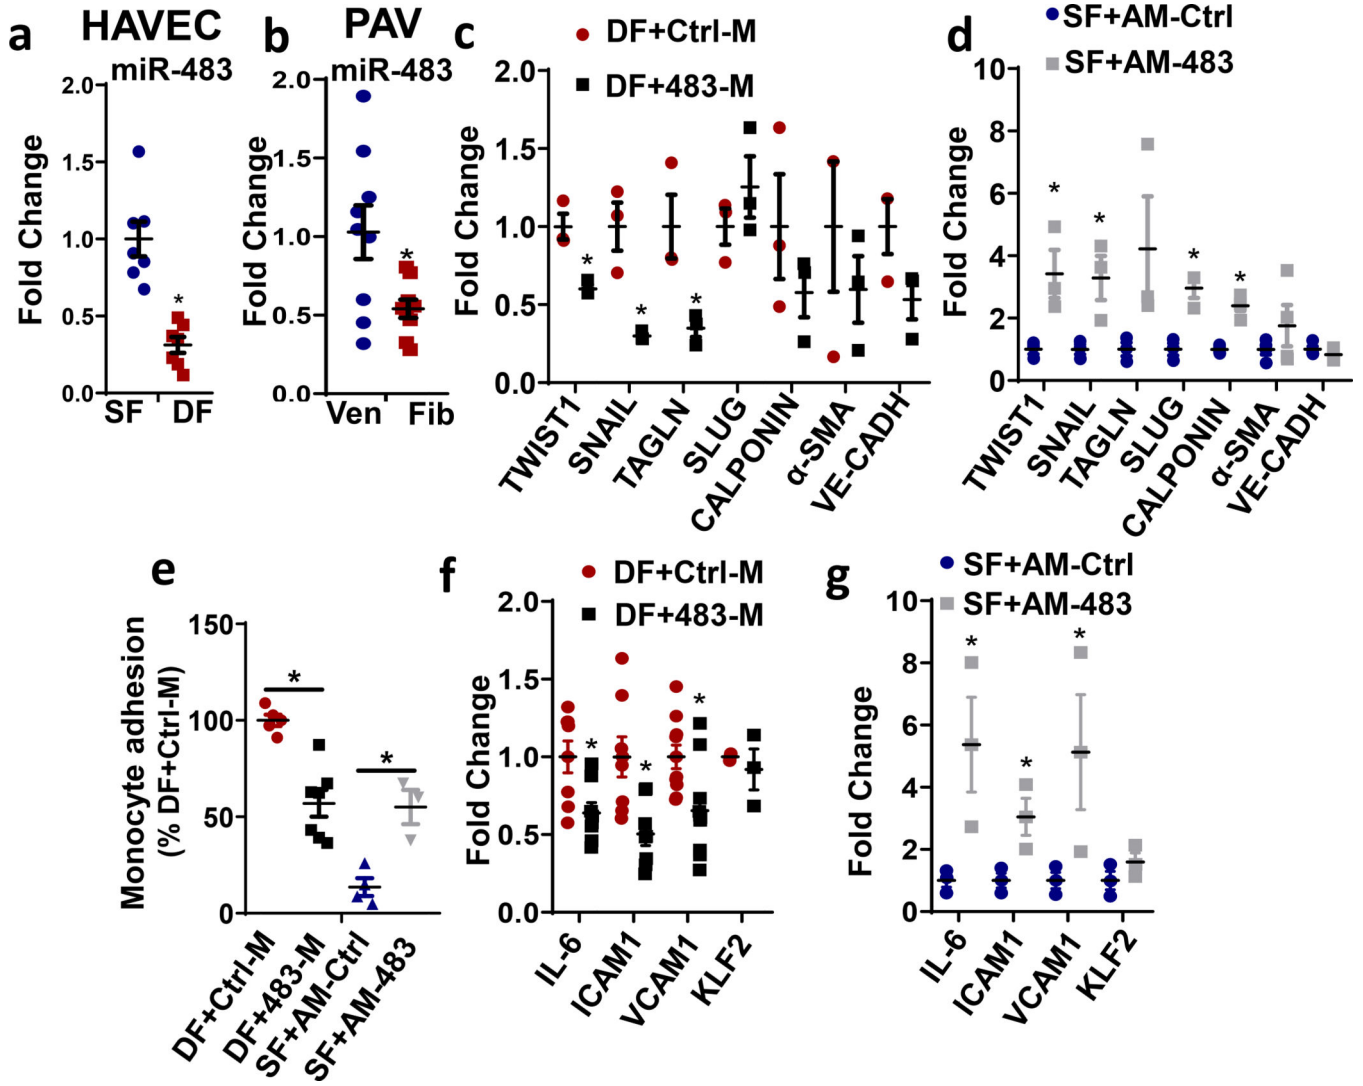 a
HAVEC
miR-483
Fold Change
2.0
1.5
1.0
0.5
0.0
*
SF
DF
b
PAV
miR-483
Fold Change
2.0
1.5
1.0
0.5
0.0
*
Ven
Fib
c
DF+Ctrl-M
DF+483-M
Fold Change
2.0
1.5
1.0
0.5
0.0
*
*
*
TWIST1
SNAIL
TAGLN
SLUG
CALPONIN
α-SMA
VE-CADH
d
SF+AM-Ctrl
SF+AM-483
Fold Change
10
8
6
4
2
0
*
*
*
*
TWIST1
SNAIL
TAGLN
SLUG
CALPONIN
α-SMA
VE-CADH
e
Monocyte adhesion
(% DF+Ctrl-M)
150
100
50
0
*
*
DF+Ctrl-M
DF+483-M
SF+AM-Ctrl
SF+AM-483
f
DF+Ctrl-M
DF+483-M
Fold Change
2.0
1.5
1.0
0.5
0.0
*
*
*
IL-6
ICAM1
VCAM1
KLF2
g
SF+AM-Ctrl
SF+AM-483
Fold Change
10
8
6
4
2
0
*
*
*
IL-6
ICAM1
VCAM1
KLF2